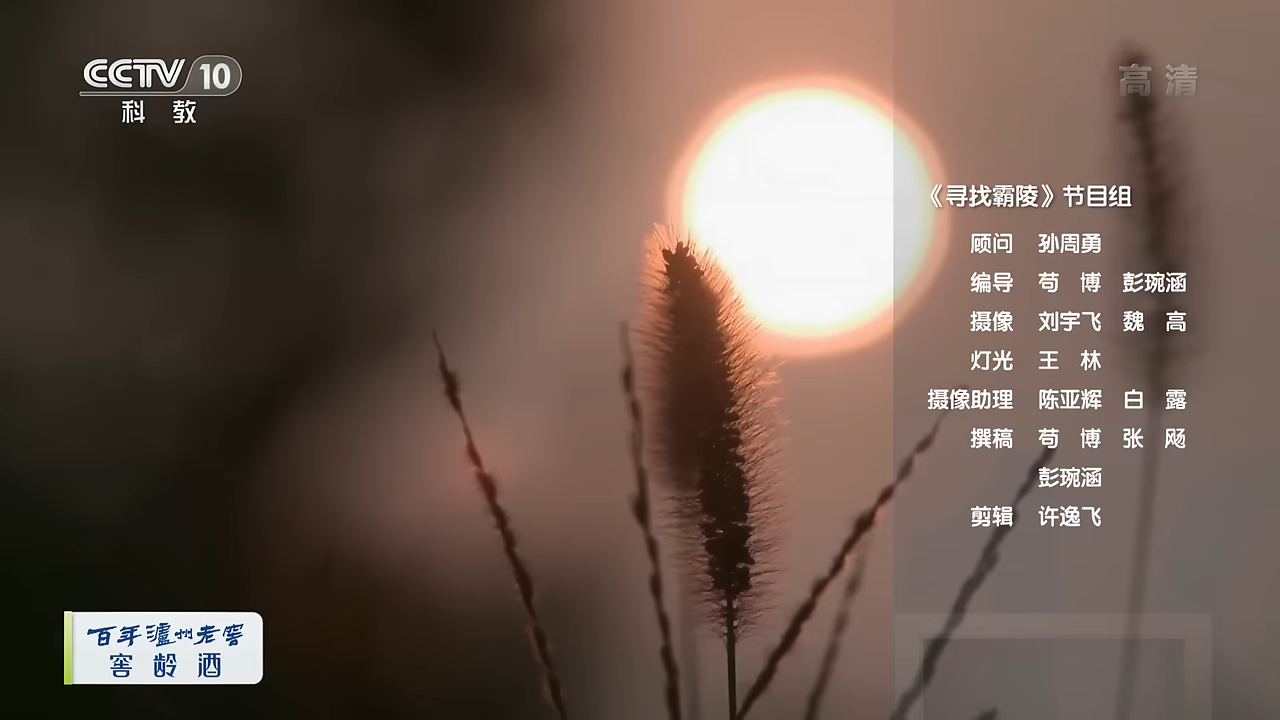 CCTV 10
科教
高清
《寻找霸陵》节目组
顾问 孙周勇
编导 苟博 彭琬涵
摄像 刘宇飞 魏高
灯光 王林
摄像助理 陈亚辉 白露
撰稿 苟博 张飏
彭琬涵
剪辑 许逸飞
百年泸州老窖
窖龄酒